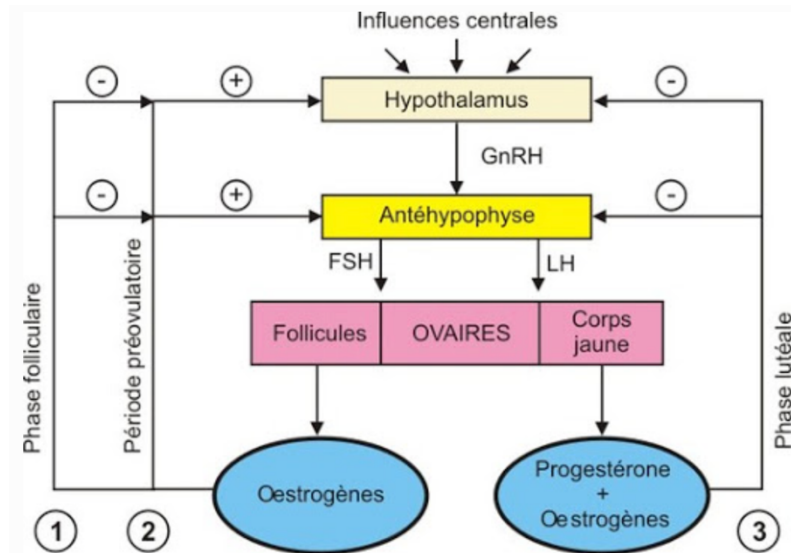 Influences centrales
- + -
Hypothalamus
GnRH
- + -
Antéhypophyse
FSH LH
Follicules OVAIRES Corps
jaune
Phase folliculaire
Période préovulatoire
Phase lutéale
Oestrogènes
Progestérone
+
Oestrogènes
1 2 3